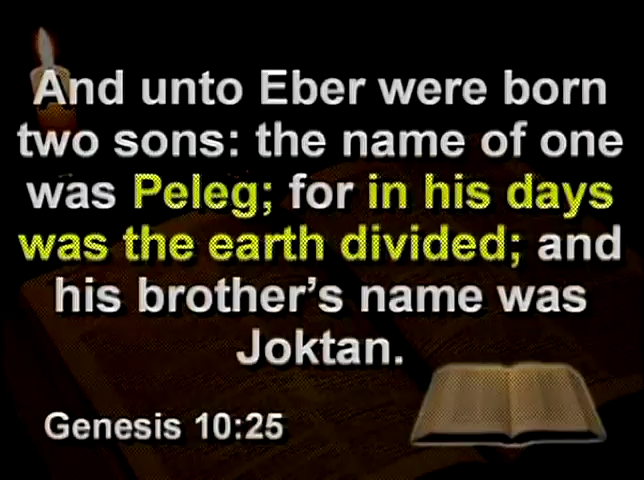 And unto Eber were born
two sons: the name of one
was Peleg; for in his days
was the earth divided; and
his brother’s name was
Joktan.
Genesis 10:25